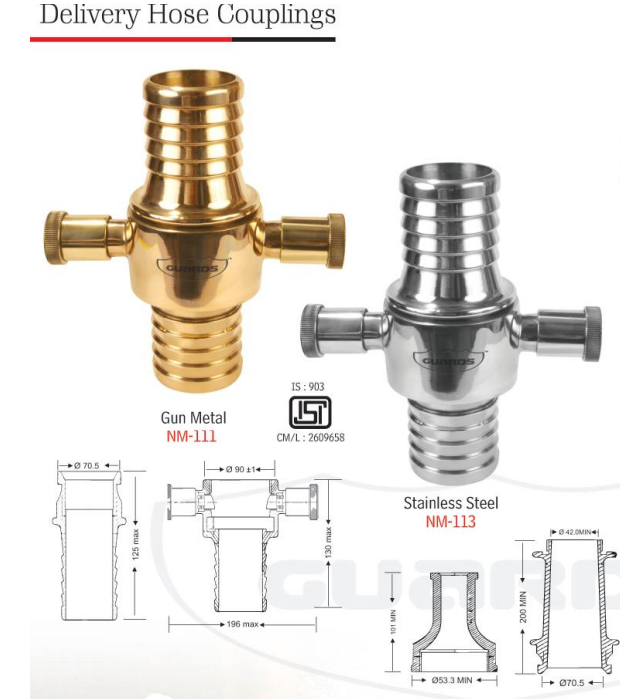 Delivery Hose Couplings
GUARDS
GUARDS
IS : 903
ISI
CM/L : 2609658
Gun Metal
NM-111
Stainless Steel
NM-113
Ø 70.5
125 max
Ø 90 ±1
130 max
196 max
Ø 42.0MIN
200 MIN
Ø70.5
101 MIN
Ø53.3 MIN
GUARD